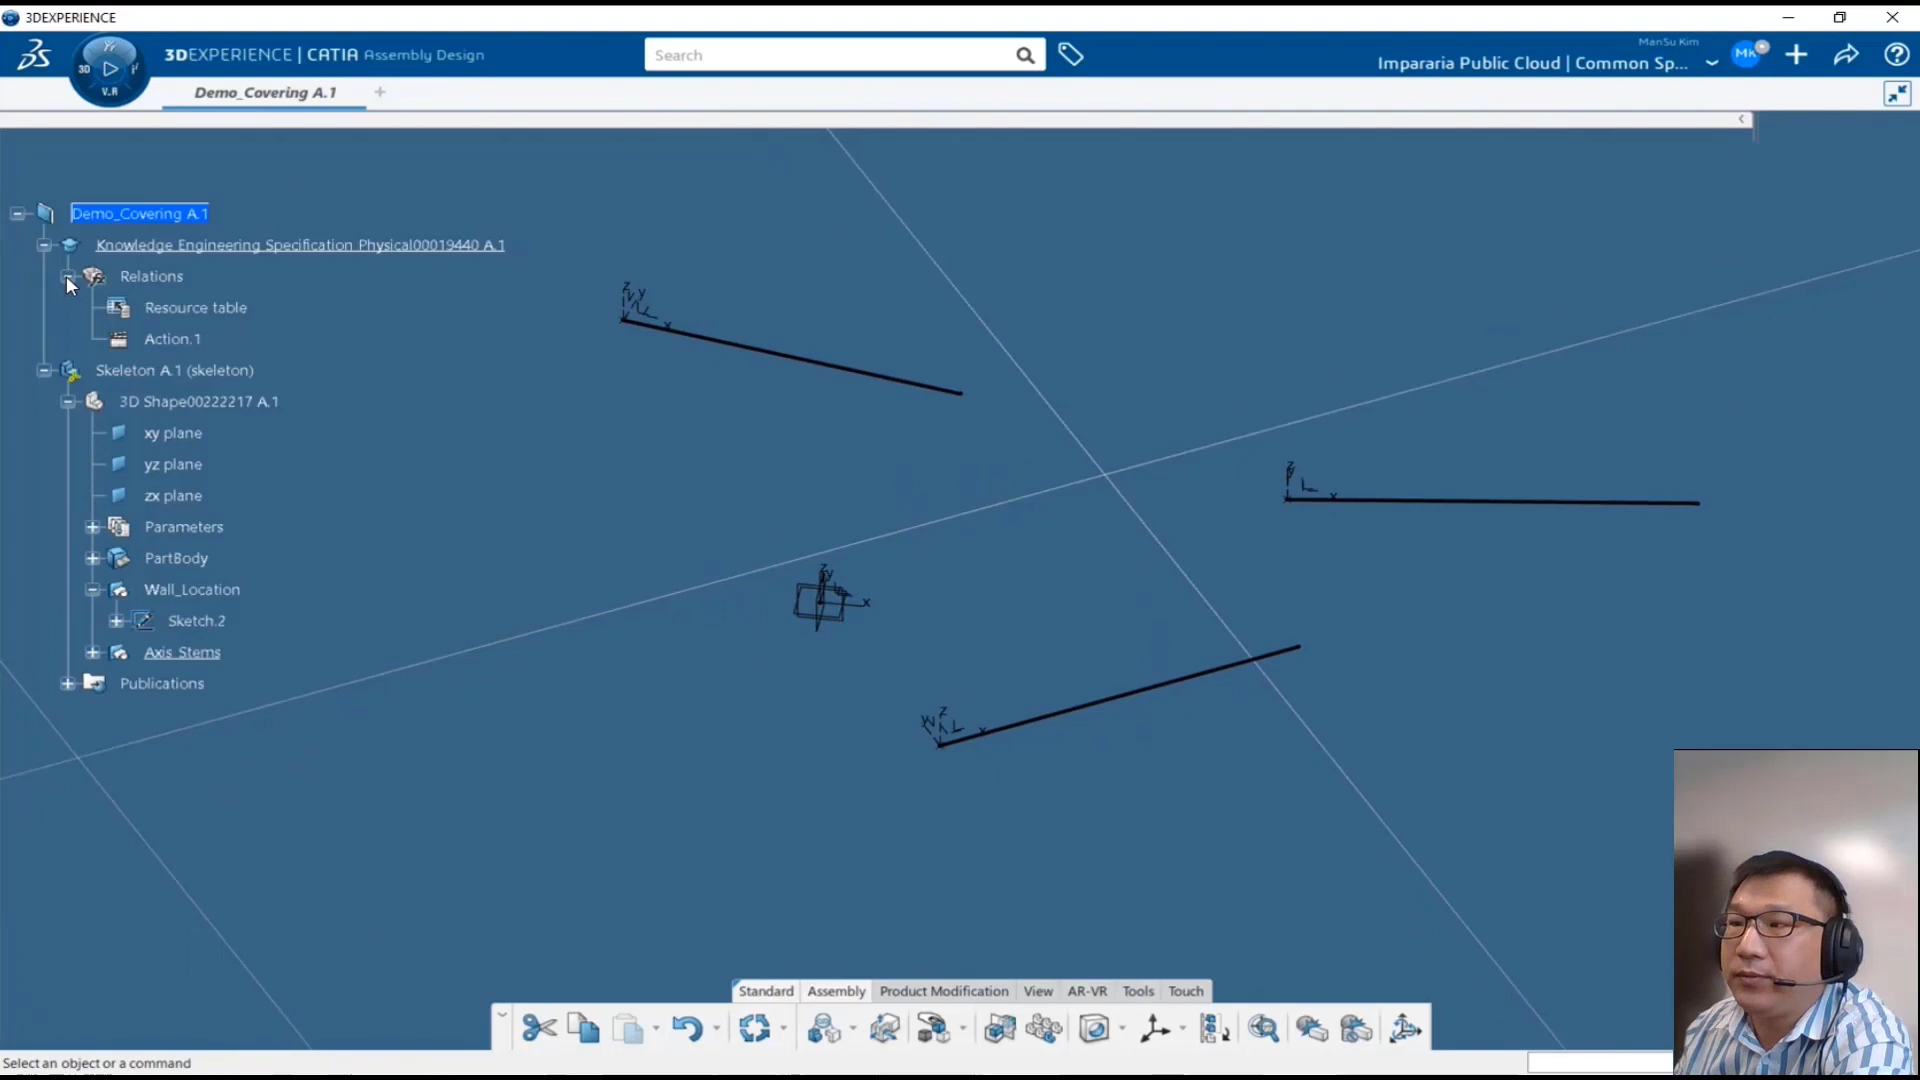 3DEXPERIENCE
3DEXPERIENCE | CATIA Assembly Design
3D
V.R
Search
ManSu Kim
Impararia Public Cloud | Common Sp...
MK
Demo_Covering A.1
Demo_Covering A.1
Knowledge Engineering Specification Physical00019440 A.1
Relations
Resource table
Action.1
Skeleton A.1 (skeleton)
3D Shape00222217 A.1
xy plane
yz plane
zx plane
Parameters
PartBody
Wall_Location
Sketch.2
Axis_Stems
Publications
z
y
x
z
x
z
y
x
z
x
Standard
Assembly
Product Modification
View
AR-VR
Tools
Touch
Select an object or a command